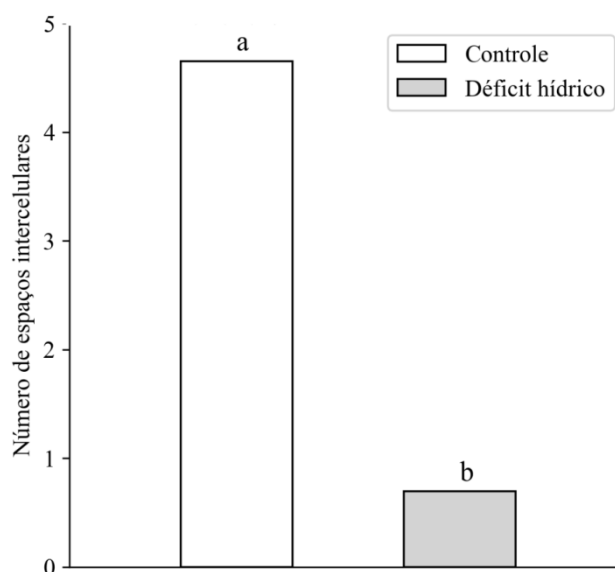 5
a
Controle
Déficit hídrico
4
3
2
1
0
b
Número de espaços intercelulares